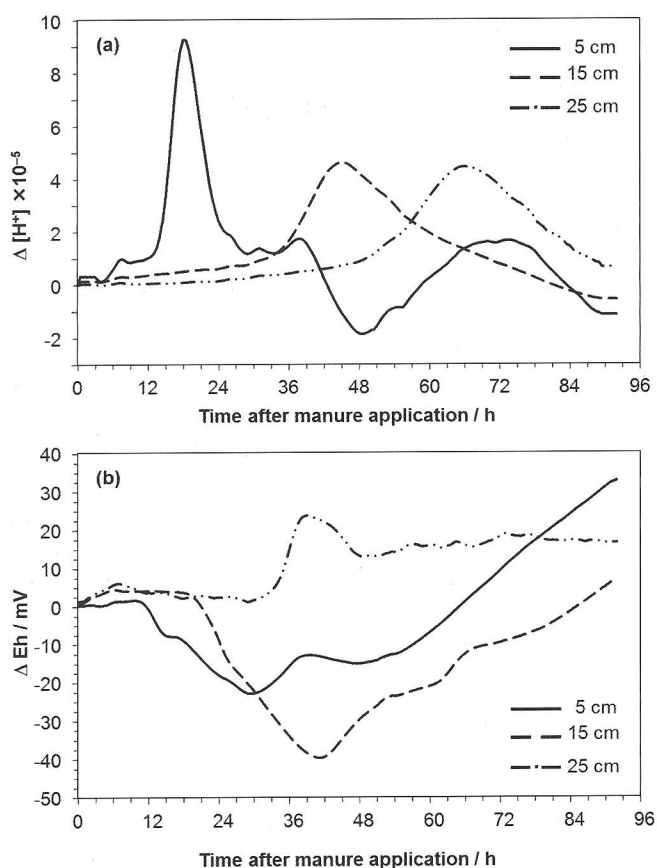 (a)
5 cm
15 cm
25 cm
10
8
6
4
2
0
-2
Δ [H⁺] ×10⁻⁵
0 12 24 36 48 60 72 84 96
Time after manure application / h
(b)
40
30
20
10
0
-10
-20
-30
-40
-50
Δ Eh / mV
5 cm
15 cm
25 cm
0 12 24 36 48 60 72 84 96
Time after manure application / h